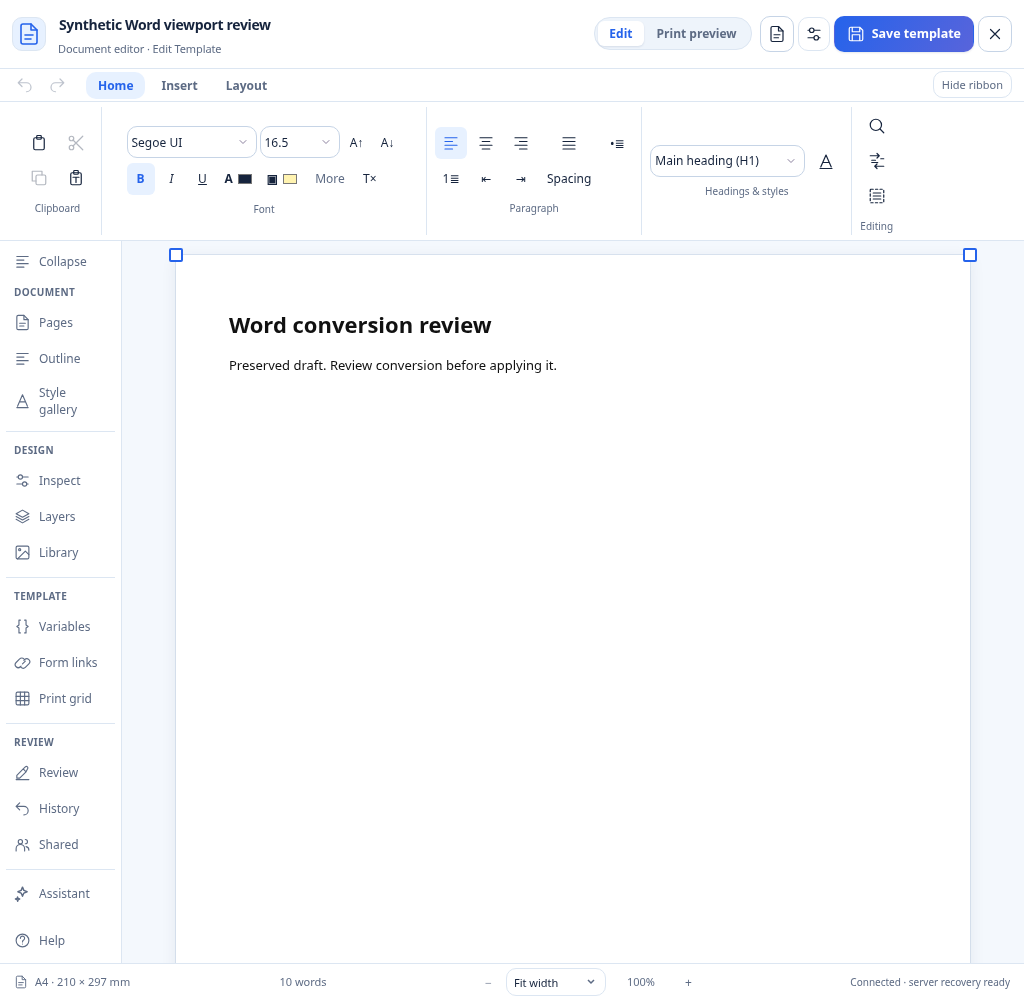 Synthetic Word viewport review
Document editor · Edit Template
Edit
Print preview
Save template
Home
Insert
Layout
Hide ribbon
Clipboard
Segoe UI
16.5
A↑
A↓
B
I
U
A
More
T×
Font
•≣
1≣
⇤
⇥
Spacing
Paragraph
Main heading (H1)
A
Headings & styles
Editing
Collapse
DOCUMENT
Pages
Outline
Style
gallery
DESIGN
Inspect
Layers
Library
TEMPLATE
Variables
Form links
Print grid
REVIEW
Review
History
Shared
Assistant
Help
Word conversion review
Preserved draft. Review conversion before applying it.
A4 · 210 × 297 mm
10 words
−
Fit width
100%
+
Connected · server recovery ready